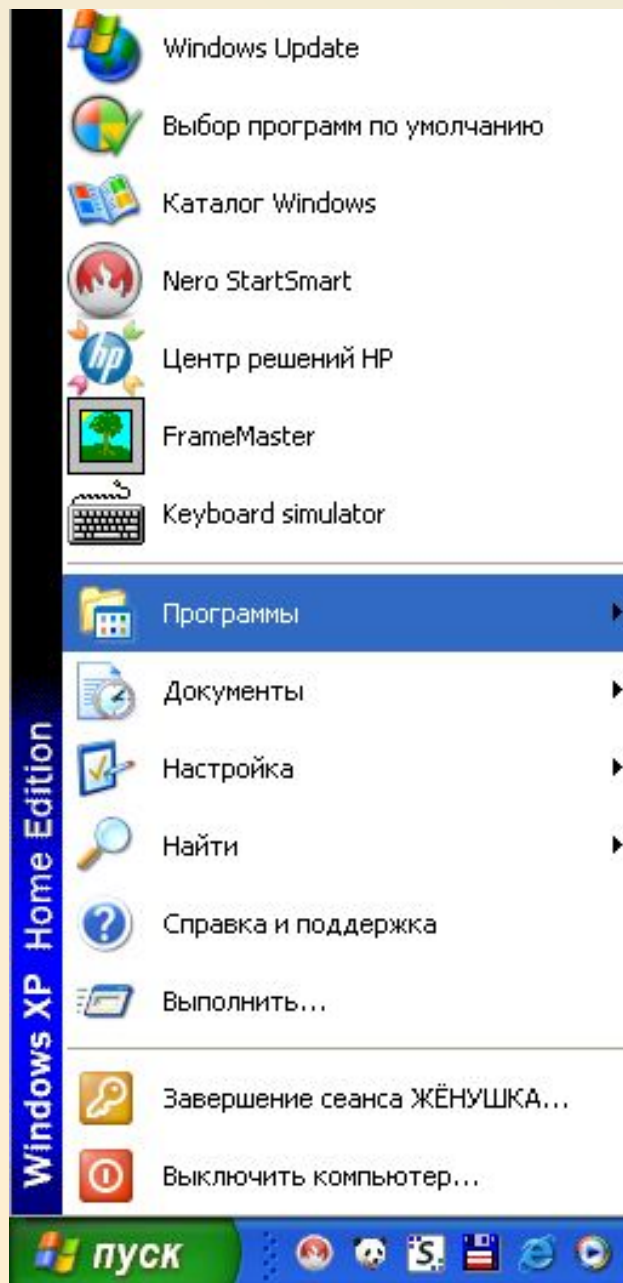 Windows Update
Выбор программ по умолчанию
Каталог Windows
Nero StartSmart
Центр решений HP
FrameMaster
Keyboard simulator
Программы
Документы
Настройка
Найти
Справка и поддержка
Выполнить...
Завершение сеанса ЖЁНУШКА...
Выключить компьютер...
Windows XP Home Edition
пуск